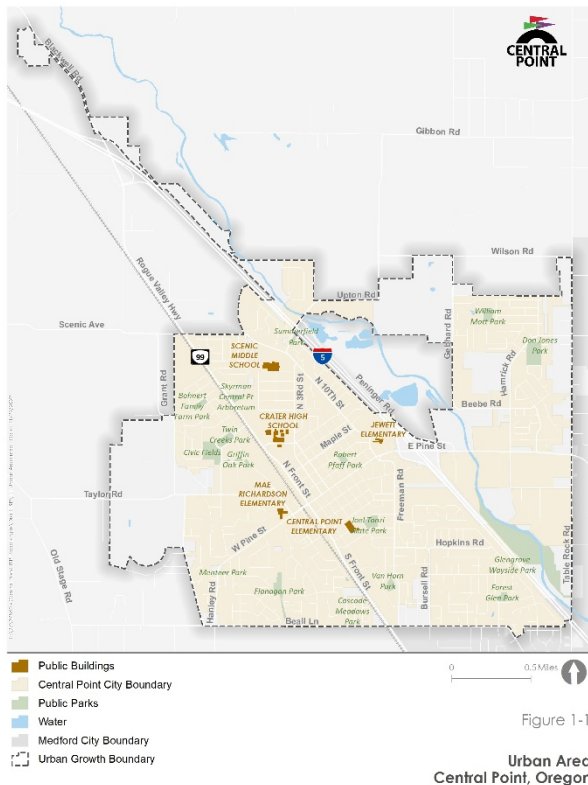 CENTRAL
POINT
Blackwell Rd
Gibbon Rd
Wilson Rd
Rogue Valley Hwy
Upton Rd
Gebhard Rd
William
Mott Park
Don Jones
Park
Hamrick Rd
Scenic Ave
99
Summerfield
Park
5
SCENIC
MIDDLE
SCHOOL
N 3Rd St
N 10Th St
Peninger Rd
Beebe Rd
Grant Rd
Skyrman
Central Pt
Arboretum
Bohnert
Family
Farm Park
CRATER HIGH
SCHOOL
Maple St
JEWETT
ELEMENTARY
E Pine St
Twin
Creeks Park
Civic Fields
Griffin
Oak Park
N Front St
Robert
Pfaff Park
Taylor Rd
MAE
RICHARDSON
ELEMENTARY
Freeman Rd
Table Rock Rd
CENTRAL POINT
ELEMENTARY
Joel Tanzi
Skate Park
Hopkins Rd
W Pine St
S Front St
Old Stage Rd
Glengrove
Wayside Park
Hanley Rd
Flanagan Park
Van Horn
Park
Bursell Rd
Forest
Glen Park
Cascade
Meadows
Park
Beall Ln
Public Buildings
Central Point City Boundary
Public Parks
Water
Medford City Boundary
Urban Growth Boundary
0
0.5 Miles
Figure 1-1
Urban Area
Central Point, Oregon